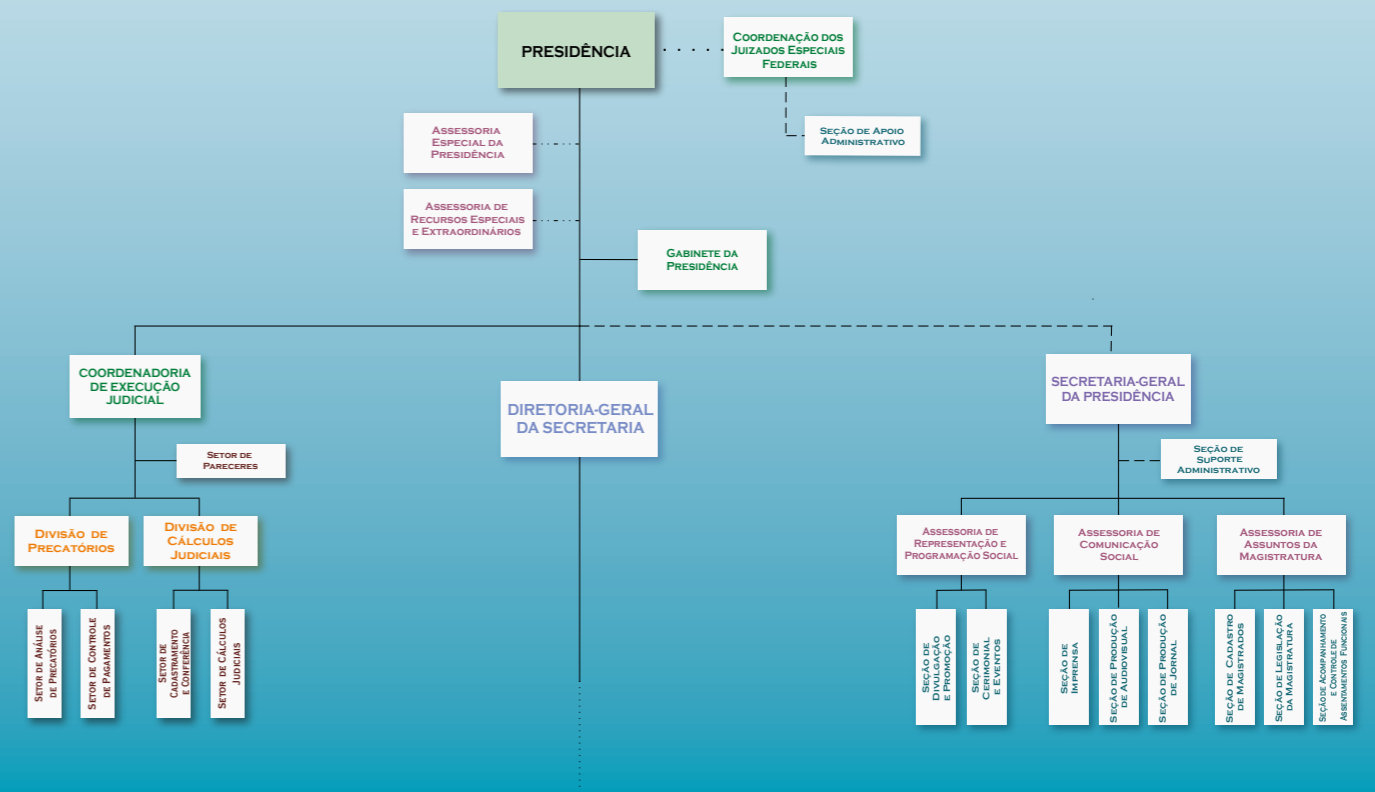 PRESIDÊNCIA
COORDENAÇÃO DOS
JUIZADOS ESPECIAIS
FEDERAIS
ASSESSORIA
ESPECIAL DA
PRESIDÊNCIA
SEÇÃO DE APOIO
ADMINISTRATIVO
ASSESSORIA DE
RECURSOS ESPECIAIS
E EXTRAORDINÁRIOS
GABINETE DA
PRESIDÊNCIA
COORDENADORIA
DE EXECUÇÃO
JUDICIAL
DIRETORIA-GERAL
DA SECRETARIA
SECRETARIA-GERAL
DA PRESIDÊNCIA
SETOR DE
PARECERES
SEÇÃO DE
SUPORTE
ADMINISTRATIVO
DIVISÃO DE
PRECATÓRIOS
DIVISÃO DE
CÁLCULOS
JUDICIAIS
ASSESSORIA DE
REPRESENTAÇÃO E
PROGRAMAÇÃO SOCIAL
ASSESSORIA DE
COMUNICAÇÃO
SOCIAL
ASSESSORIA DE
ASSUNTOS DA
MAGISTRATURA
SETOR DE ANÁLISE
DE PRECATÓRIOS
SETOR DE CONTROLE
DE PAGAMENTOS
SETOR DE
CADASTRAMENTO
E CONFERÊNCIA
SETOR DE CÁLCULOS
JUDICIAIS
SEÇÃO DE
DIVULGAÇÃO
E PROMOÇÃO
SEÇÃO DE
CERIMONIAL
E EVENTOS
SEÇÃO DE
IMPRENSA
SEÇÃO DE PRODUÇÃO
DE AUDIOVISUAL
SEÇÃO DE PRODUÇÃO
DE JORNAL
SEÇÃO DE CADASTRO
DE MAGISTRADOS
SEÇÃO DE LEGISLAÇÃO
DA MAGISTRATURA
SEÇÃO DE ACOMPANHAMENTO
E CONTROLE DE
ASSENTAMENTOS FUNCIONAIS